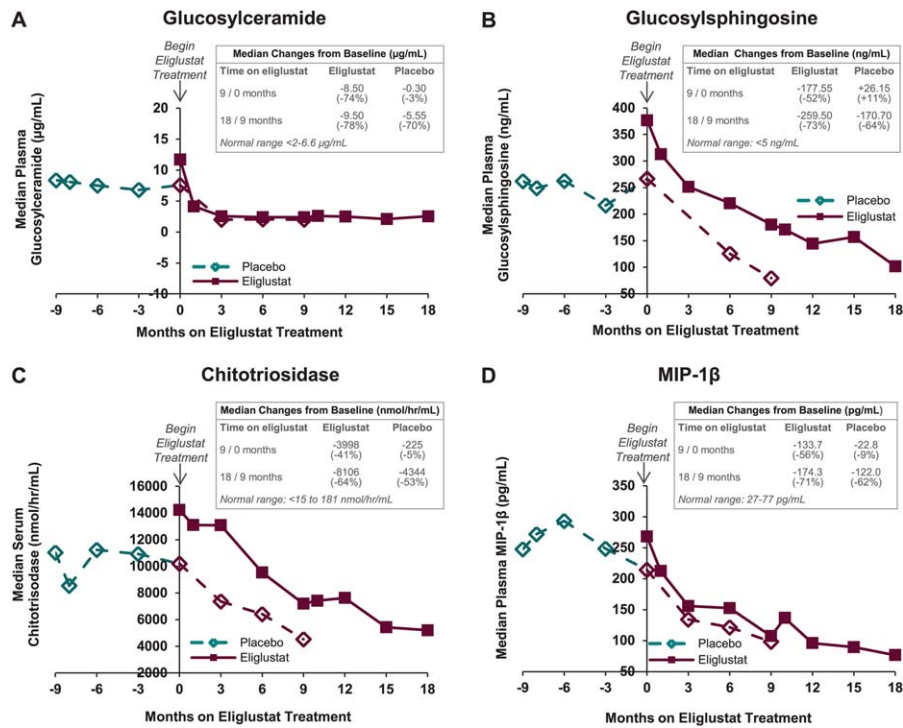 A
Glucosylceramide
Begin
Eliglustat
Treatment
Median Changes from Baseline (µg/mL)
Time on eliglustat Eliglustat Placebo
9 / 0 months -8.50 (-74%) -0.30 (-3%)
18 / 9 months -9.50 (-78%) -5.55 (-70%)
Normal range <2-6.6 µg/mL
Median Plasma
Glucosylceramide (µg/mL)
20
15
10
5
0
-5
-10
Placebo
Eliglustat
-9 -6 -3 0 3 6 9 12 15 18
Months on Eliglustat Treatment
B
Glucosylsphingosine
Begin
Eliglustat
Treatment
Median Changes from Baseline (ng/mL)
Time on eliglustat Eliglustat Placebo
9 / 0 months -177.55 (-52%) +26.15 (+11%)
18 / 9 months -259.50 (-73%) -170.70 (-64%)
Normal range: <5 ng/mL
Median Plasma
Glucosylsphingosine (ng/mL)
400
350
300
250
200
150
100
50
Placebo
Eliglustat
-9 -6 -3 0 3 6 9 12 15 18
Months on Eliglustat Treatment
C
Chitotriosidase
Begin
Eliglustat
Treatment
Median Changes from Baseline (nmol/hr/mL)
Time on eliglustat Eliglustat Placebo
9 / 0 months -3998 (-41%) -225 (-5%)
18 / 9 months -8106 (-64%) -4344 (-53%)
Normal range: <15 to 181 nmol/hr/mL
Median Serum
Chitotrisodase (nmol/hr/mL)
16000
14000
12000
10000
8000
6000
4000
2000
Placebo
Eliglustat
-9 -6 -3 0 3 6 9 12 15 18
Months on Eliglustat Treatment
D
MIP-1β
Begin
Eliglustat
Treatment
Median Changes from Baseline (pg/mL)
Time on eliglustat Eliglustat Placebo
9 / 0 months -133.7 (-56%) -22.8 (-9%)
18 / 9 months -174.3 (-71%) -122.0 (-62%)
Normal range: 27-77 pg/mL
Median Plasma MIP-1β (pg/mL)
350
300
250
200
150
100
50
Placebo
Eliglustat
-9 -6 -3 0 3 6 9 12 15 18
Months on Eliglustat Treatment